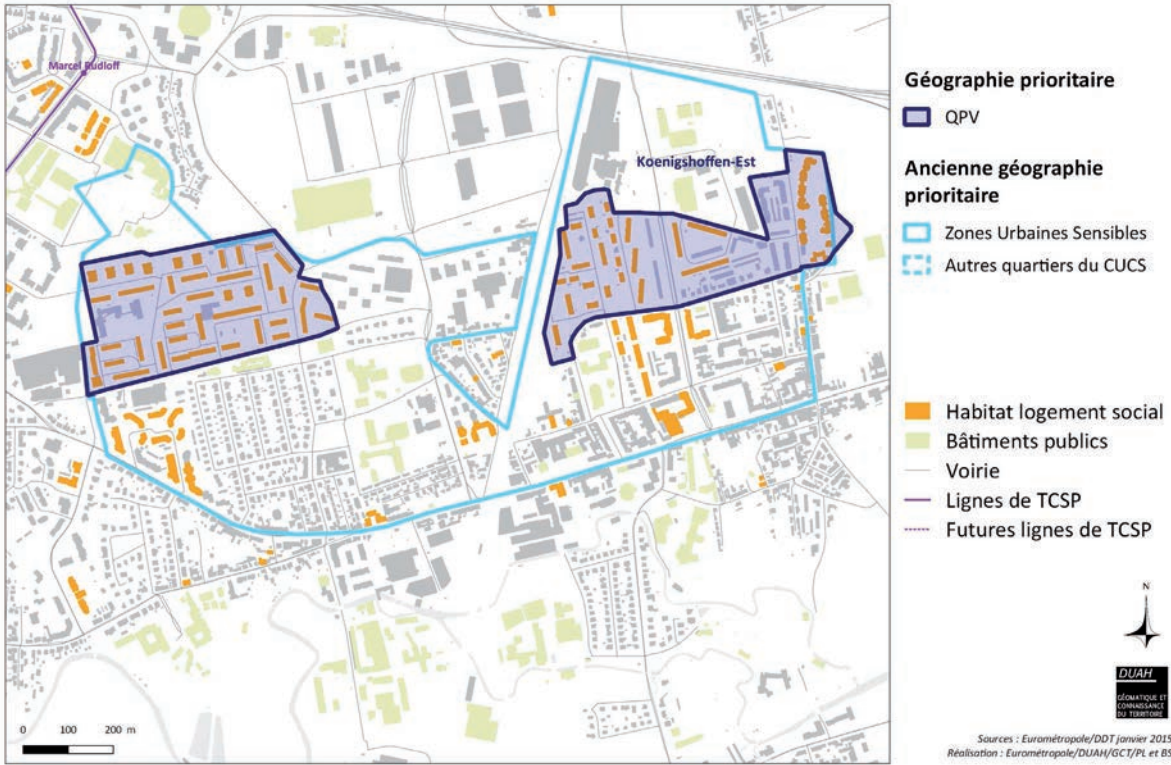 Marcel Rudloff
Koenigshoffen-Est
0 100 200 m
Géographie prioritaire
QPV
Ancienne géographie
prioritaire
Zones Urbaines Sensibles
Autres quartiers du CUCS
Habitat logement social
Bâtiments publics
Voirie
Lignes de TCSP
Futures lignes de TCSP
N
DUAH
GÉOMATIQUE ET
CONNAISSANCE
DU TERRITOIRE
Sources : Eurométropole/DDT janvier 2015
Réalisation : Eurométropole/DUAH/GCT/PL et BS